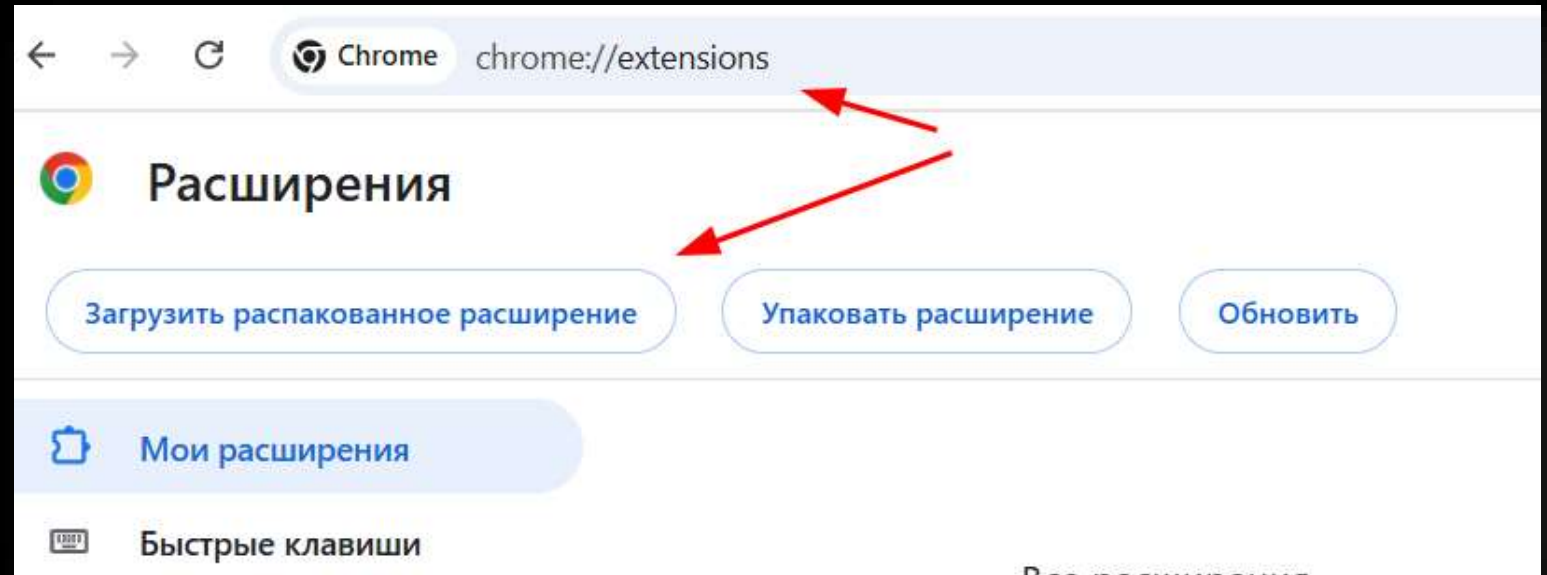 Chrome chrome://extensions
Расширения
Загрузить распакованное расширение Упаковать расширение Обновить
Мои расширения
Быстрые клавиши